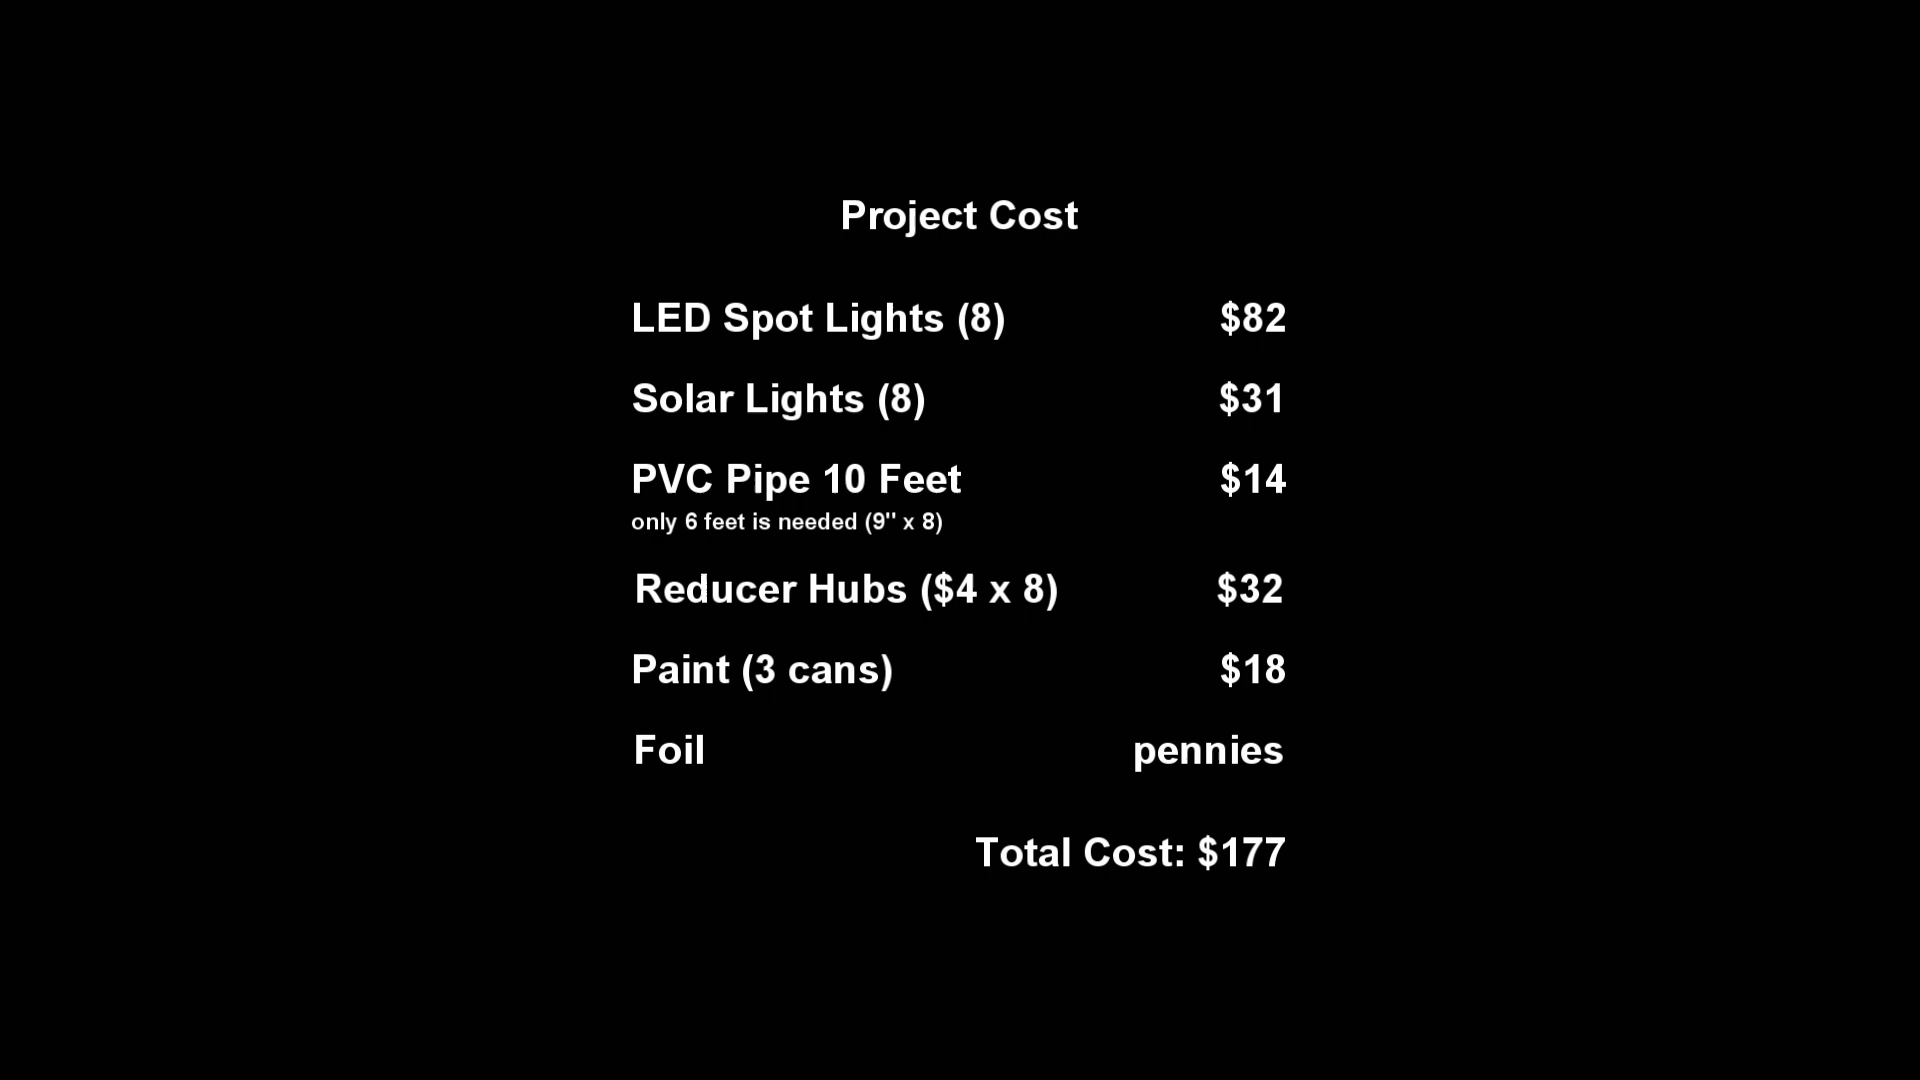 Project Cost
LED Spot Lights (8) $82
Solar Lights (8) $31
PVC Pipe 10 Feet $14
only 6 feet is needed (9" x 8)
Reducer Hubs ($4 x 8) $32
Paint (3 cans) $18
Foil pennies
Total Cost: $177